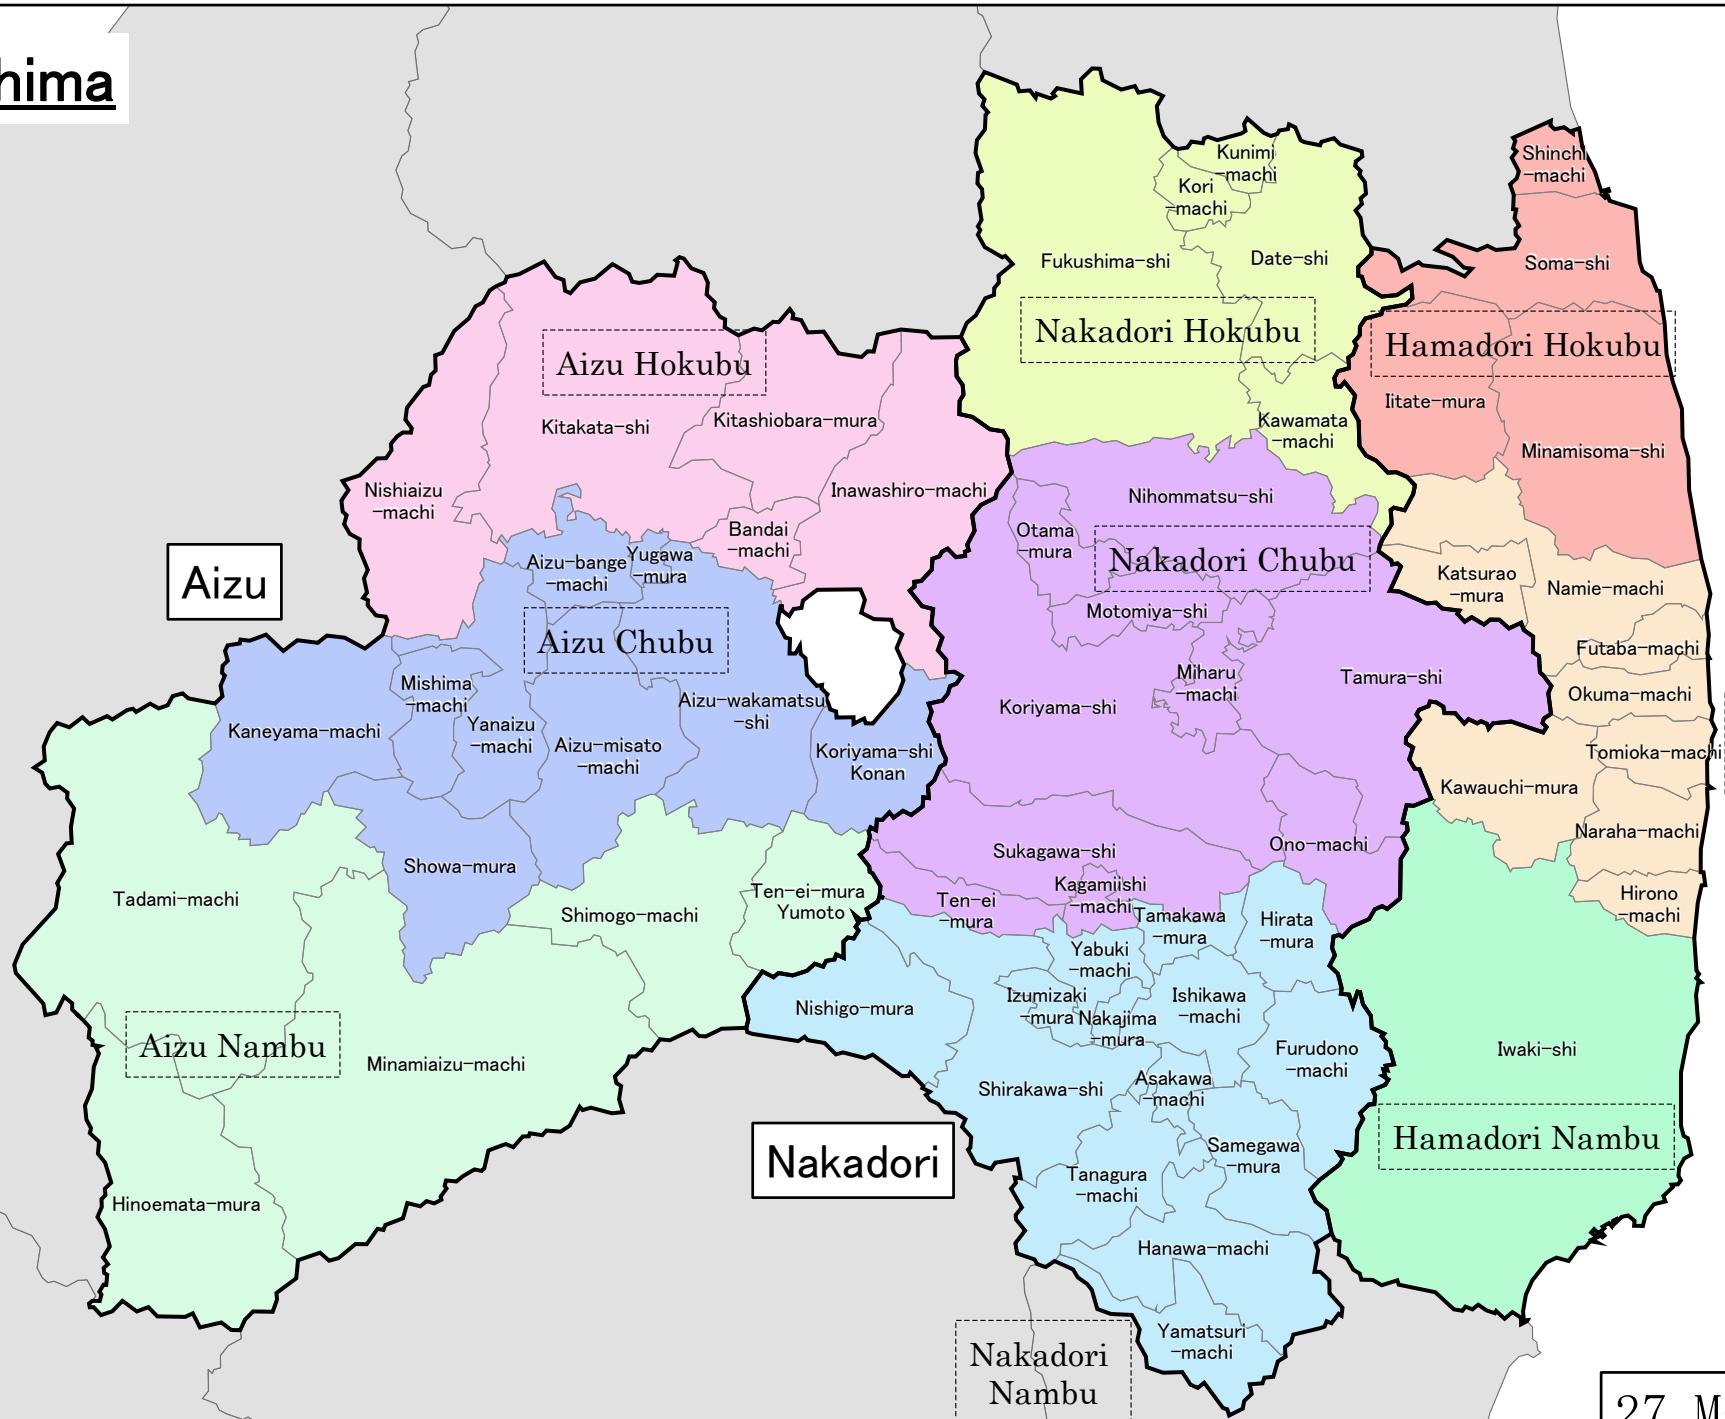 hima
Shinchi
-machi
Kunimi
-machi
Kori
-machi
Fukushima-shi
Date-shi
Soma-shi
Nakadori Hokubu
Hamadori Hokubu
Aizu Hokubu
Kitakata-shi
Kitashiobara-mura
Kawamata
-machi
Iitate-mura
Minamisoma-shi
Nishiaizu
-machi
Inawashiro-machi
Nihommatsu-shi
Bandai
-machi
Otama
-mura
Nakadori Chubu
Aizu
Aizu-bange
-machi
Yugawa
-mura
Katsurao
-mura
Namie-machi
Aizu Chubu
Motomiya-shi
Futaba-machi
Mishima
-machi
Miharu
-machi
Tamura-shi
Okuma-machi
Kaneyama-machi
Yanaizu
-machi
Aizu-misato
-machi
Aizu-wakamatsu
-shi
Koriyama-shi
Konan
Koriyama-shi
Tomioka-machi
Kawauchi-mura
Naraha-machi
Showa-mura
Sukagawa-shi
Ono-machi
Tadami-machi
Shimogo-machi
Ten-ei-mura
Yumoto
Ten-ei
-mura
Kagamiishi
-machi
Tamakawa
-mura
Hirata
-mura
Hirono
-machi
Yabuki
-machi
Nishigo-mura
Izumizaki
-mura
Nakajima
-mura
Ishikawa
-machi
Aizu Nambu
Minamiaizu-machi
Furudono
-machi
Iwaki-shi
Shirakawa-shi
Asakawa
-machi
Nakadori
Samegawa
-mura
Hamadori Nambu
Tanagura
-machi
Hinoemata-mura
Hanawa-machi
Yamatsuri
-machi
Nakadori
Nambu
27 M